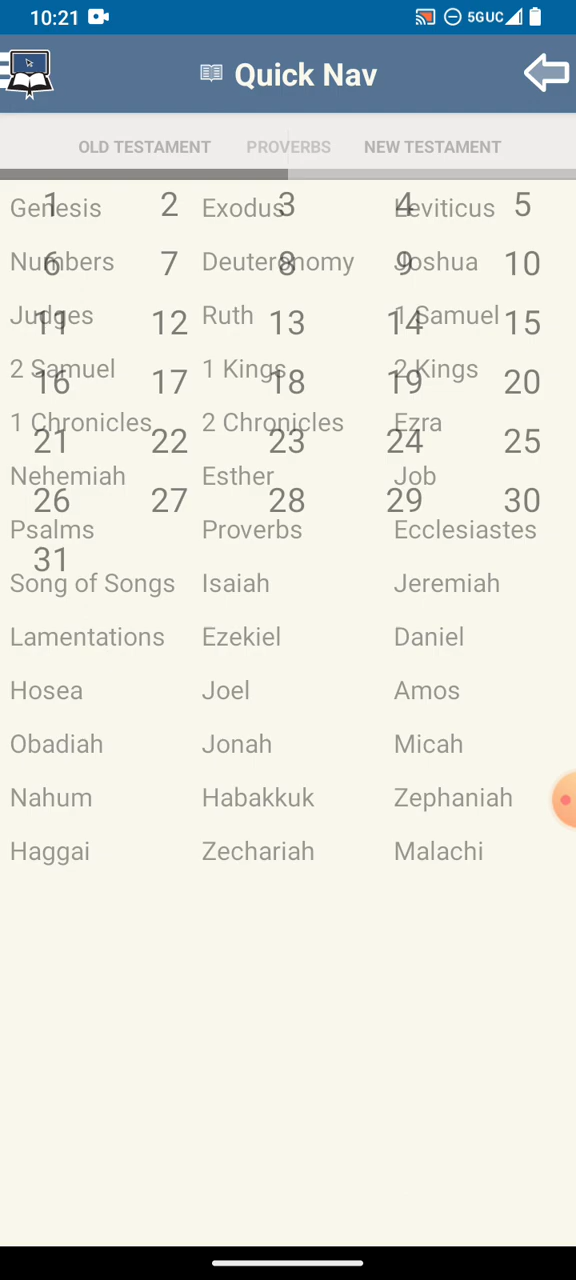 10:21 5GUC
Quick Nav
OLD TESTAMENT PROVERBS NEW TESTAMENT
Genesis Exodus Leviticus
1 2 3 4 5
Numbers Deuteronomy Joshua
6 7 8 9 10
Judges Ruth 1 Samuel
11 12 13 14 15
2 Samuel 1 Kings 2 Kings
16 17 18 19 20
1 Chronicles 2 Chronicles Ezra
21 22 23 24 25
Nehemiah Esther Job
26 27 28 29 30
Psalms Proverbs Ecclesiastes
31
Song of Songs Isaiah Jeremiah
Lamentations Ezekiel Daniel
Hosea Joel Amos
Obadiah Jonah Micah
Nahum Habakkuk Zephaniah
Haggai Zechariah Malachi